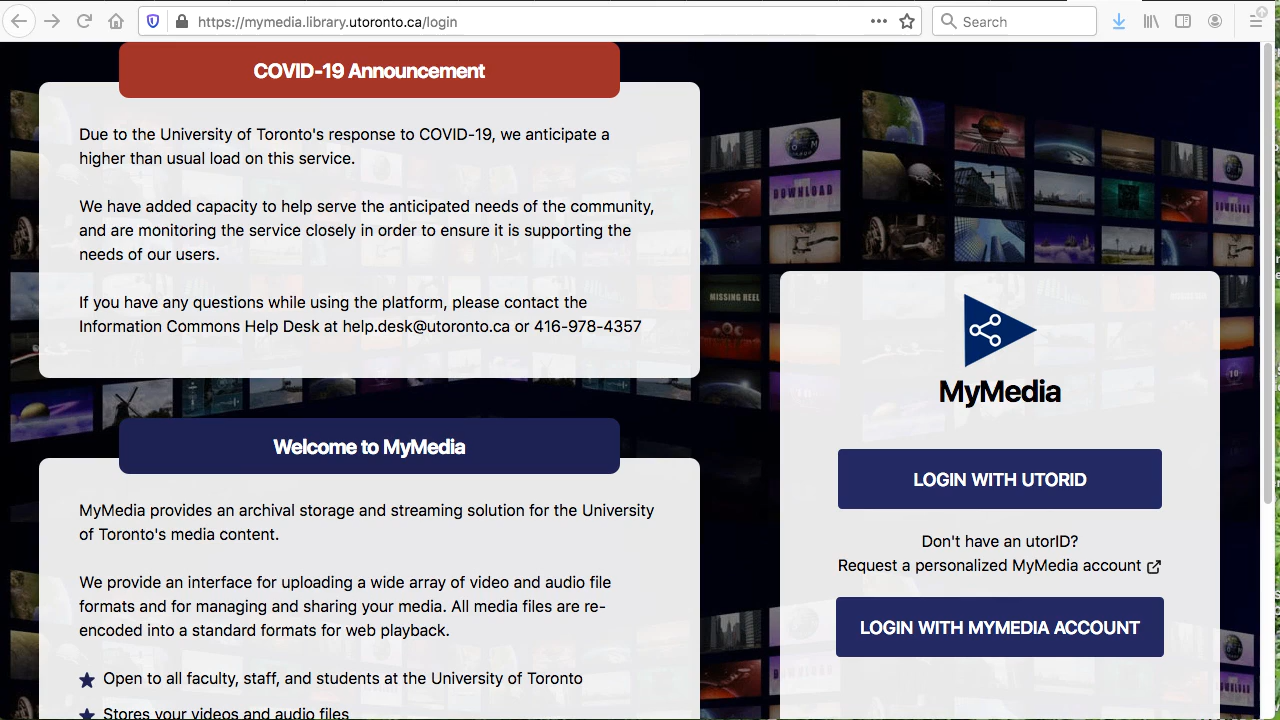 https://mymedia.library.utoronto.ca/login
Search
COVID-19 Announcement
Due to the University of Toronto's response to COVID-19, we anticipate a
higher than usual load on this service.
We have added capacity to help serve the anticipated needs of the community,
and are monitoring the service closely in order to ensure it is supporting the
needs of our users.
If you have any questions while using the platform, please contact the
Information Commons Help Desk at help.desk@utoronto.ca or 416-978-4357
Welcome to MyMedia
MyMedia provides an archival storage and streaming solution for the University
of Toronto's media content.
We provide an interface for uploading a wide array of video and audio file
formats and for managing and sharing your media. All media files are re-
encoded into a standard formats for web playback.
Open to all faculty, staff, and students at the University of Toronto
Stores your videos and audio files
DOWNLOAD
DOWNLOAD
MISSING REEL
MyMedia
LOGIN WITH UTORID
Don't have an utorID?
Request a personalized MyMedia account
LOGIN WITH MYMEDIA ACCOUNT